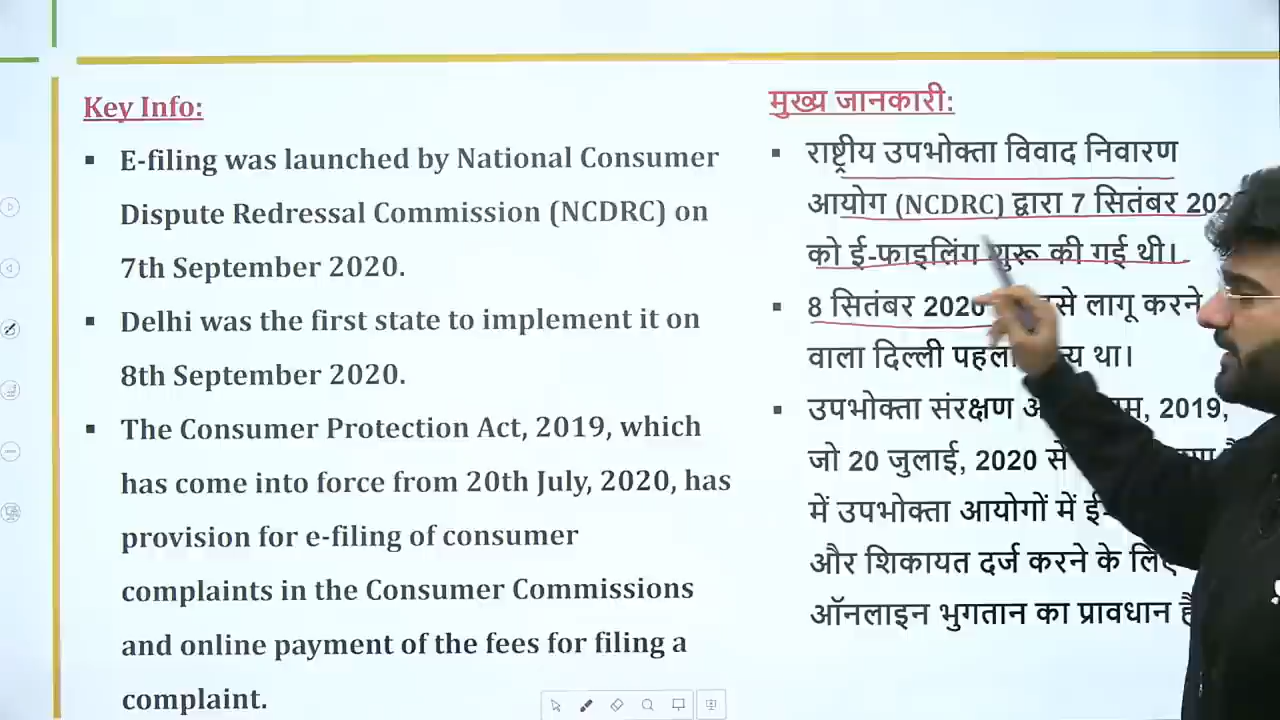 Key Info:
▪ E-filing was launched by National Consumer
Dispute Redressal Commission (NCDRC) on
7th September 2020.
▪ Delhi was the first state to implement it on
8th September 2020.
▪ The Consumer Protection Act, 2019, which
has come into force from 20th July, 2020, has
provision for e-filing of consumer
complaints in the Consumer Commissions
and online payment of the fees for filing a
complaint.
मुख्य जानकारी:
▪ राष्ट्रीय उपभोक्ता विवाद निवारण
आयोग (NCDRC) द्वारा 7 सितंबर
को ई-फाइलिंग शुरू की गई थी।
▪ 8 सितंबर 2020 लागू करने
वाला दिल्ली था।
▪ उपभोक्ता संरक्षण 2019,
जो 20 जुलाई, 2020 से
में उपभोक्ता आयोगों में
और शिकायत दर्ज करने के लिए
ऑनलाइन भुगतान का प्रावधान